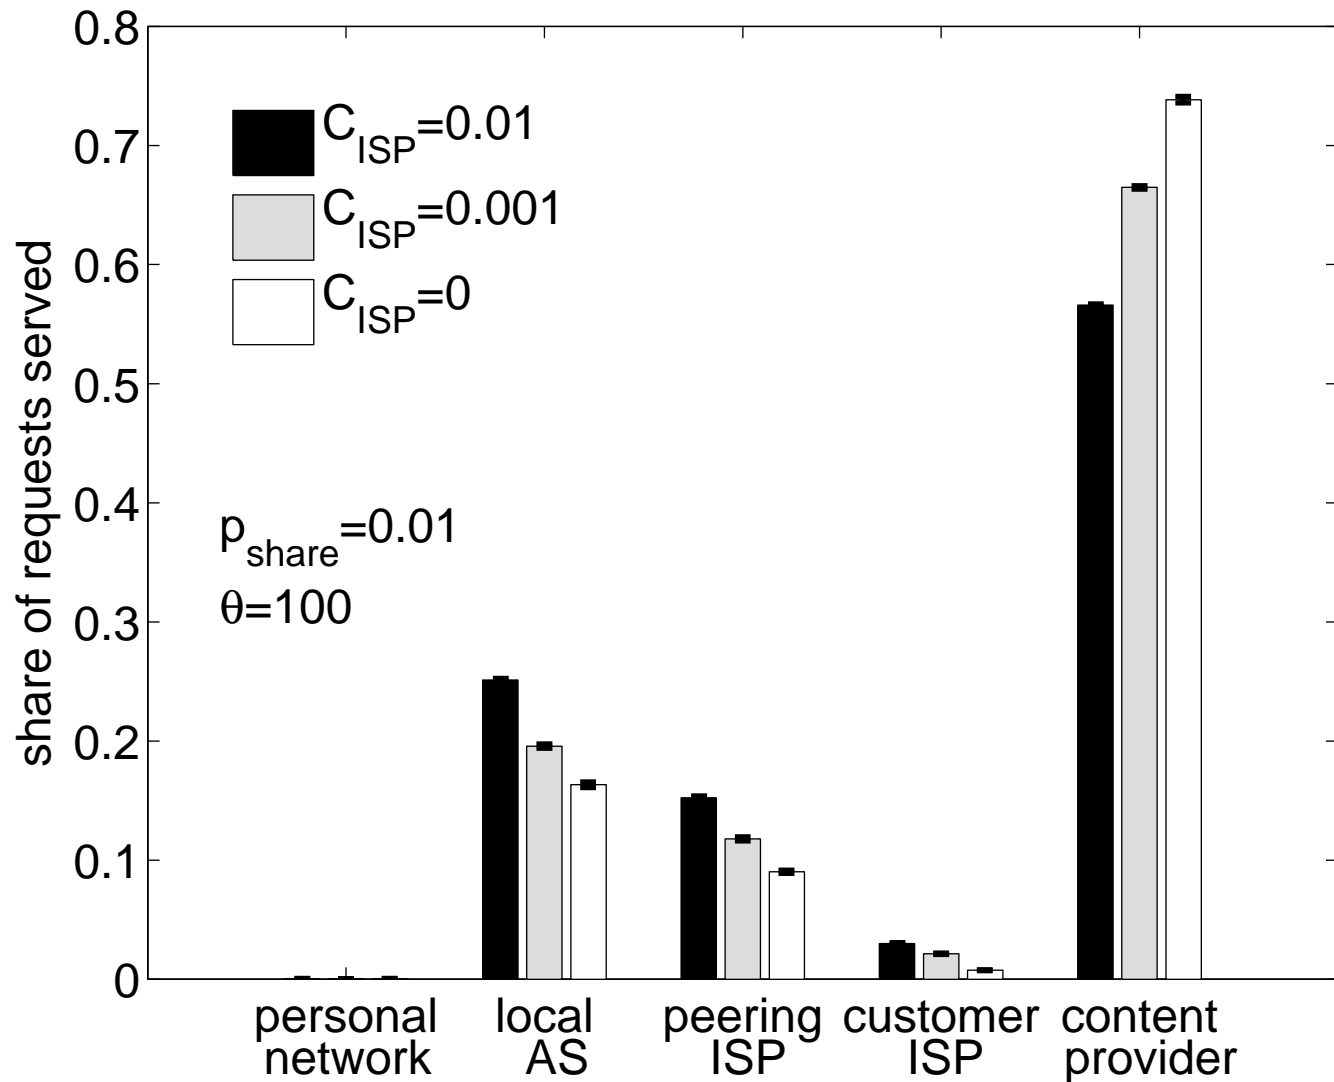 share of requests served
0.8
0.7
0.6
0.5
0.4
0.3
0.2
0.1
0
C_ISP=0.01
C_ISP=0.001
C_ISP=0
p_share=0.01
θ=100
personal network
local AS
peering ISP
customer ISP
content provider